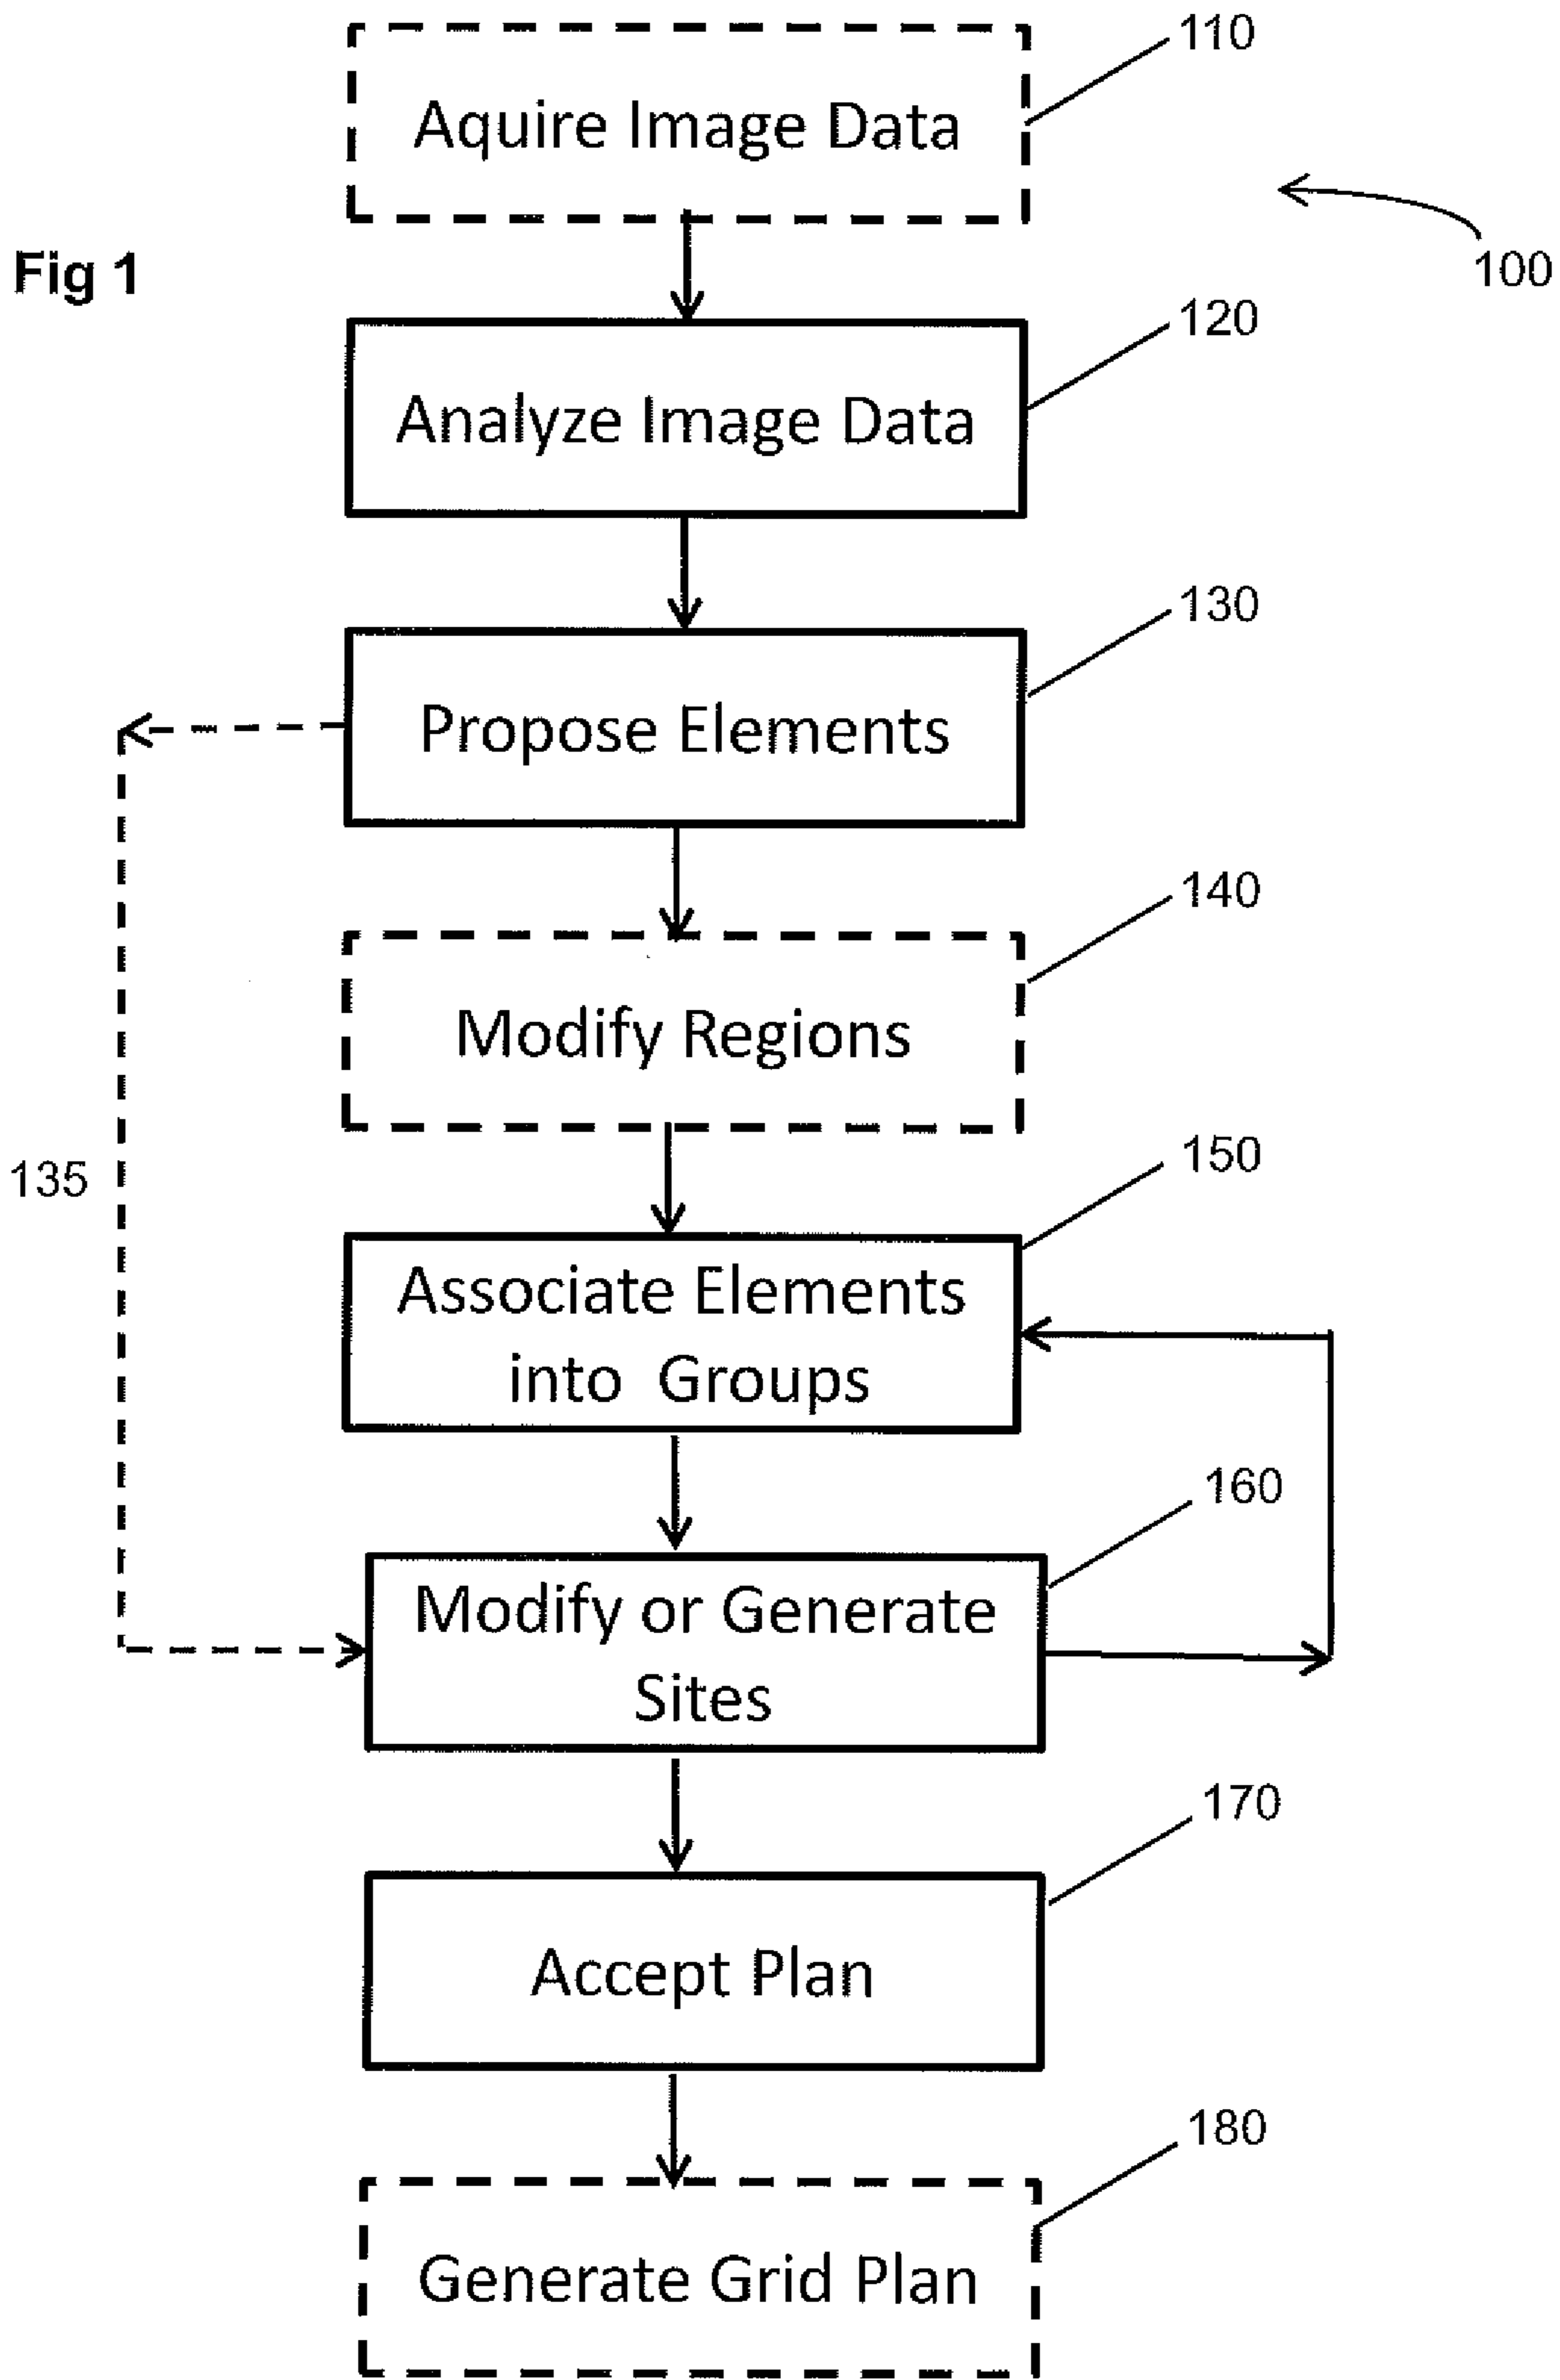 110
Aquire Image Data
100
Fig 1
120
Analyze Image Data
130
Propose Elements
140
Modify Regions
135
150
Associate Elements
into  Groups
160
Modify or Generate
Sites
170
Accept Plan
180
Generate Grid Plan